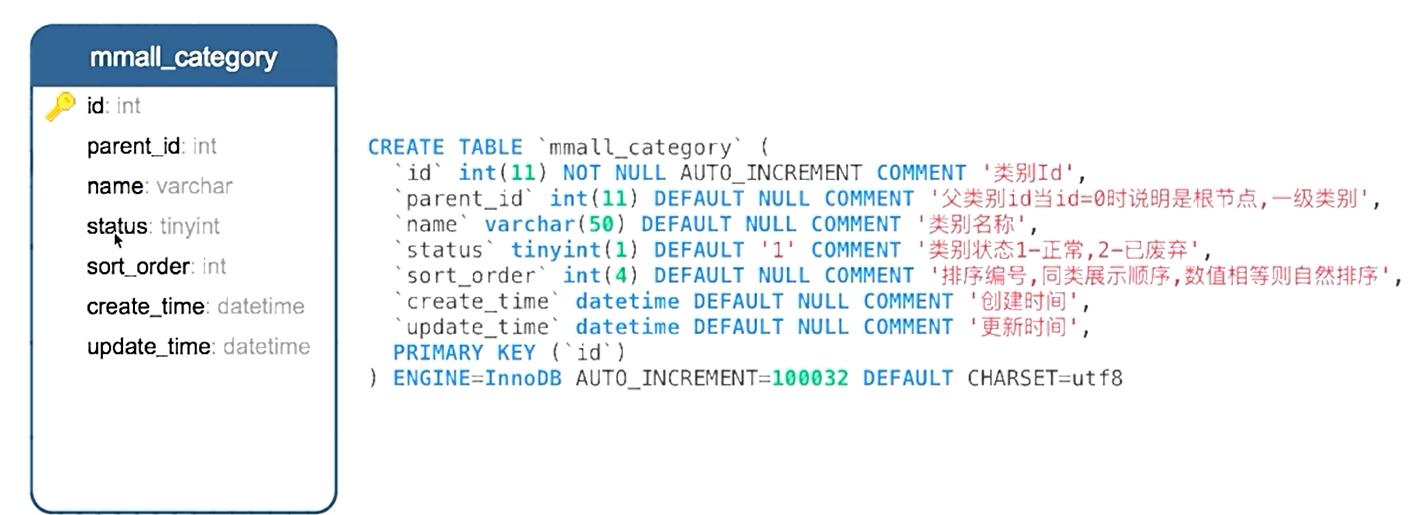 mmall_category
id: int
parent_id: int
name: varchar
status: tinyint
sort_order: int
create_time: datetime
update_time: datetime
CREATE TABLE `mmall_category` (
`id` int(11) NOT NULL AUTO_INCREMENT COMMENT '类别Id',
`parent_id` int(11) DEFAULT NULL COMMENT '父类别id当id=0时说明是根节点,一级类别',
`name` varchar(50) DEFAULT NULL COMMENT '类别名称',
`status` tinyint(1) DEFAULT '1' COMMENT '类别状态1-正常,2-已废弃',
`sort_order` int(4) DEFAULT NULL COMMENT '排序编号,同类展示顺序,数值相等则自然排序',
`create_time` datetime DEFAULT NULL COMMENT '创建时间',
`update_time` datetime DEFAULT NULL COMMENT '更新时间',
PRIMARY KEY (`id`)
) ENGINE=InnoDB AUTO_INCREMENT=100032 DEFAULT CHARSET=utf8